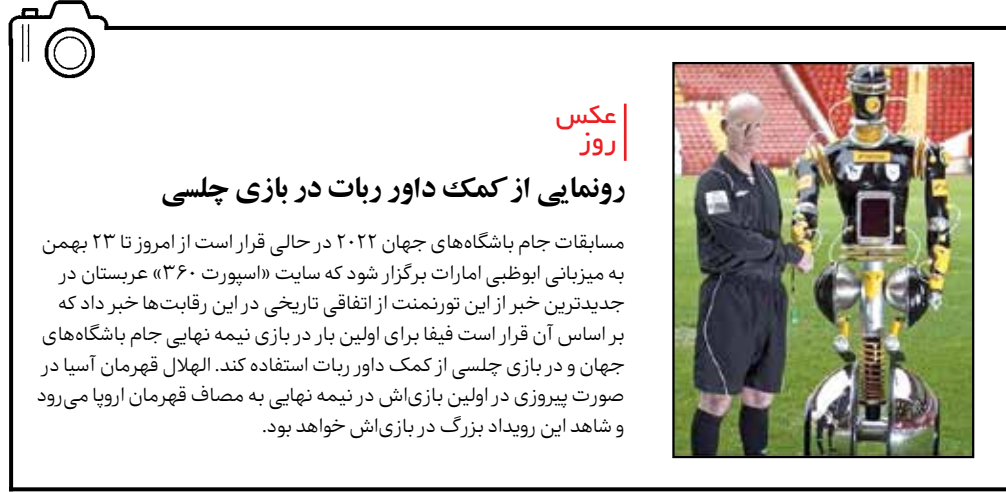 عکس
روز
رونمایی از کمک داور ربات در بازی چلسی
مسابقات جام باشگاه‌های جهان ۲۰۲۲ در حالی قرار است از امروز تا ۲۳ بهمن
به میزبانی ابوظبی امارات برگزار شود که سایت «اسپورت ۳۶۰» عربستان در
جدیدترین خبر از این تورنمنت از اتفاقی تاریخی در این رقابت‌ها خبر داد که
بر اساس آن قرار است فیفا برای اولین بار در بازی نیمه نهایی جام باشگاه‌های
جهان و در بازی چلسی از کمک داور ربات استفاده کند. الهلال قهرمان آسیا در
صورت پیروزی در اولین بازی‌اش در نیمه نهایی به مصاف قهرمان اروپا می‌رود
و شاهد این رویداد بزرگ در بازی‌اش خواهد بود.